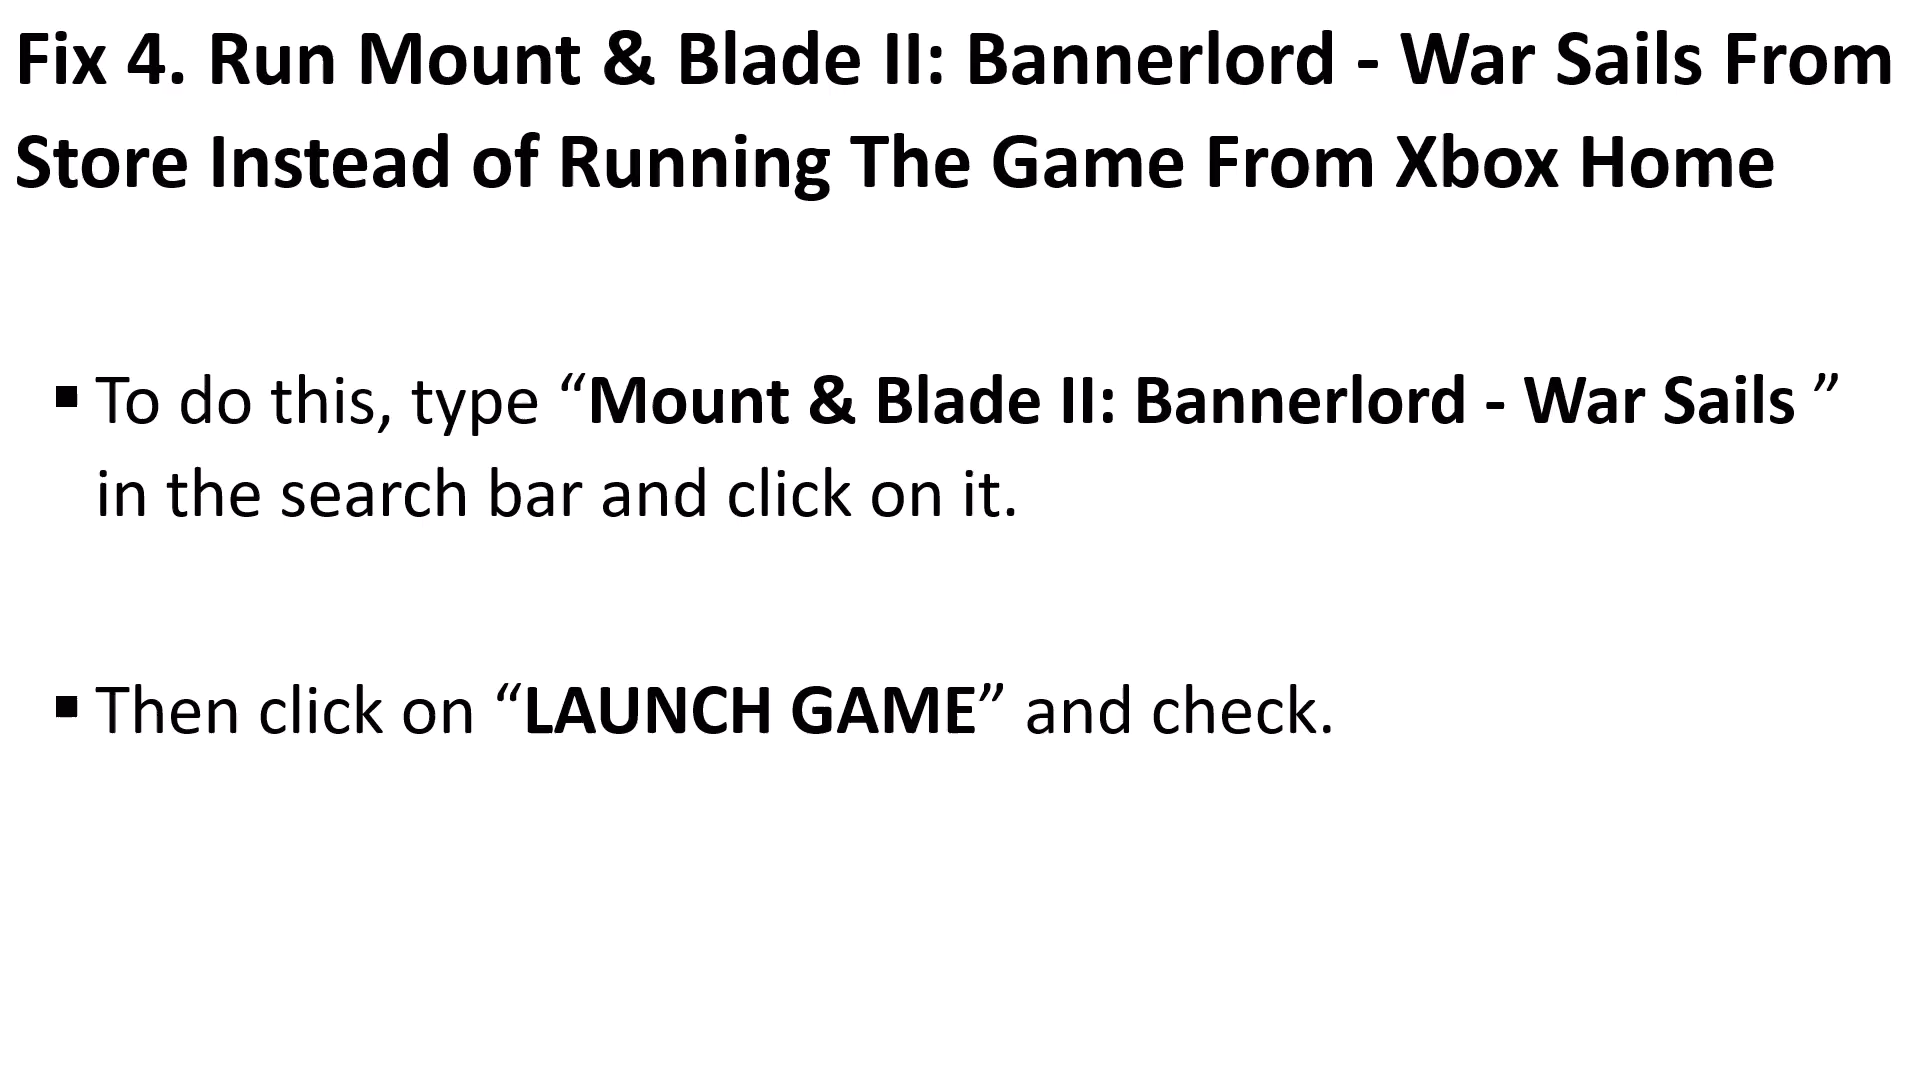 Fix 4. Run Mount & Blade II: Bannerlord - War Sails From
Store Instead of Running The Game From Xbox Home
▪ To do this, type “Mount & Blade II: Bannerlord - War Sails ”
in the search bar and click on it.
▪ Then click on “LAUNCH GAME” and check.